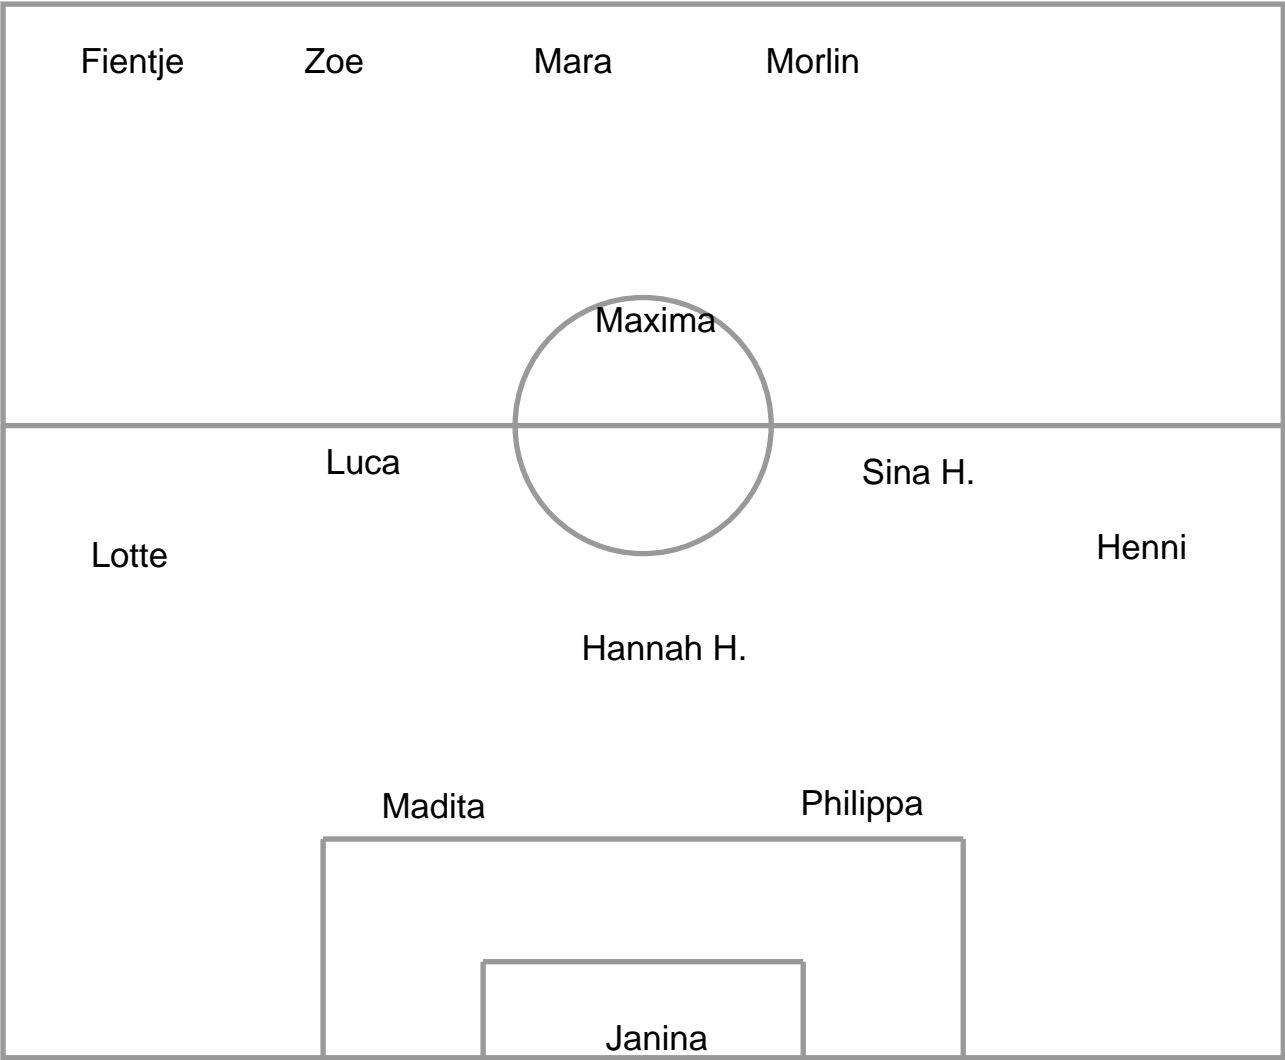 Fientje Zoe Mara Morlin
Maxima
Luca Sina H.
Lotte Henni
Hannah H.
Madita Philippa
Janina